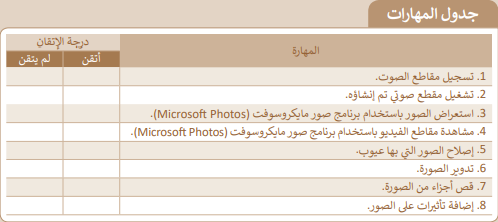 جدول المهارات
المهارة
درجة الإتقان
أتقن
لم يتقن
1. تسجيل مقاطع الصوت.
2. تشغيل مقطع صوتي تم إنشاؤه.
3. استعراض الصور باستخدام برنامج صور مايكروسوفت (Microsoft Photos).
4. مشاهدة مقاطع الفيديو باستخدام برنامج صور مايكروسوفت (Microsoft Photos).
5. إصلاح الصور التي بها عيوب.
6. تدوير الصورة.
7. قص أجزاء من الصورة.
8. إضافة تأثيرات على الصور.